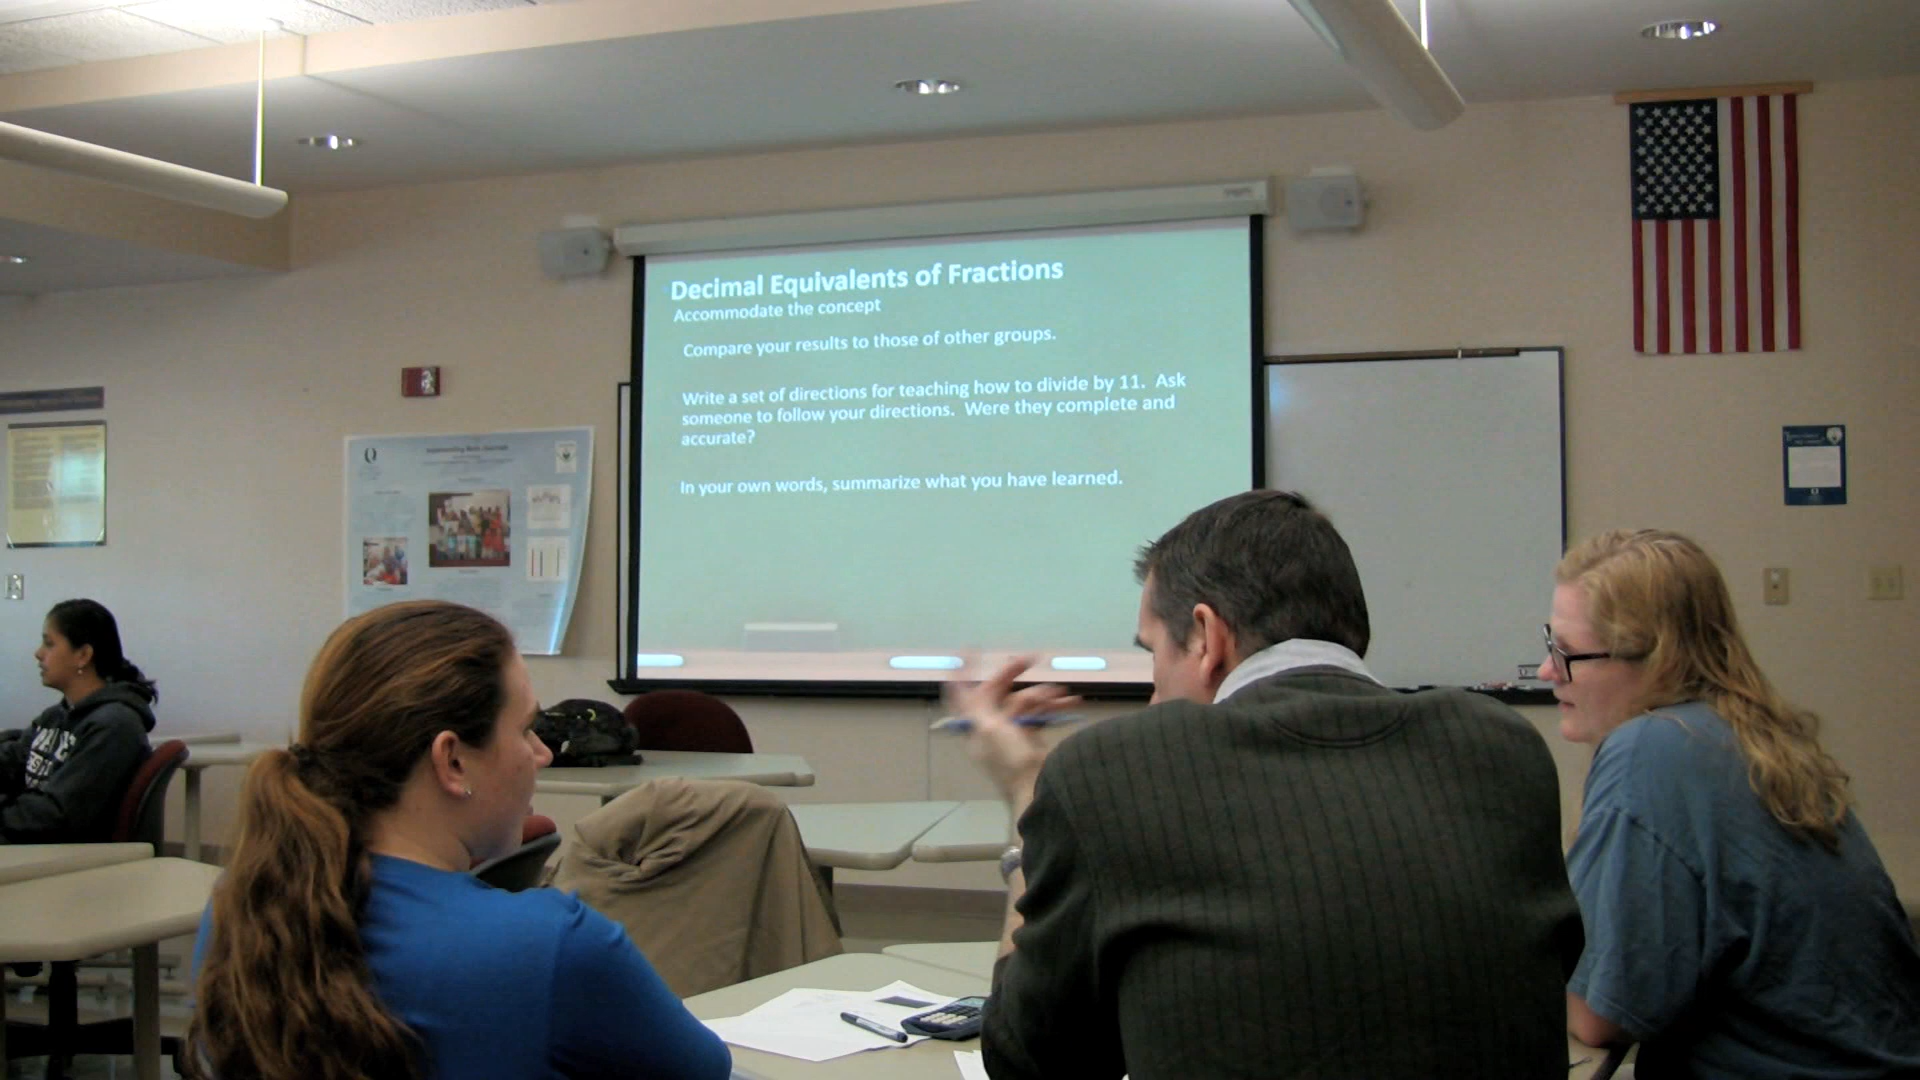 Decimal Equivalents of Fractions
Accommodate the concept
Compare your results to those of other groups.
Write a set of directions for teaching how to divide by 11. Ask
someone to follow your directions. Were they complete and
accurate?
In your own words, summarize what you have learned.